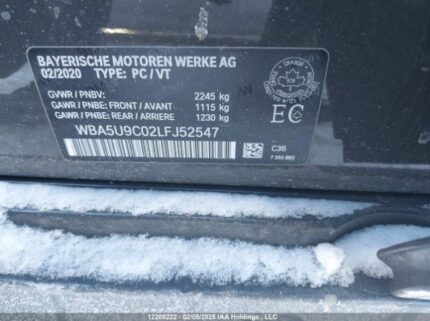 BAYERISCHE MOTOREN WERKE AG
02/2020 TYPE: PC / VT
GVWR / PNBV: 2245 kg
GAWR / PNBE: FRONT / AVANT 1115 kg
GAWR / PNBE: REAR / ARRIERE 1230 kg
WBA5U9C02LFJ52547
CANADA
EC
C36
12208222 - 02/05/2025 IAA Holdings, LLC